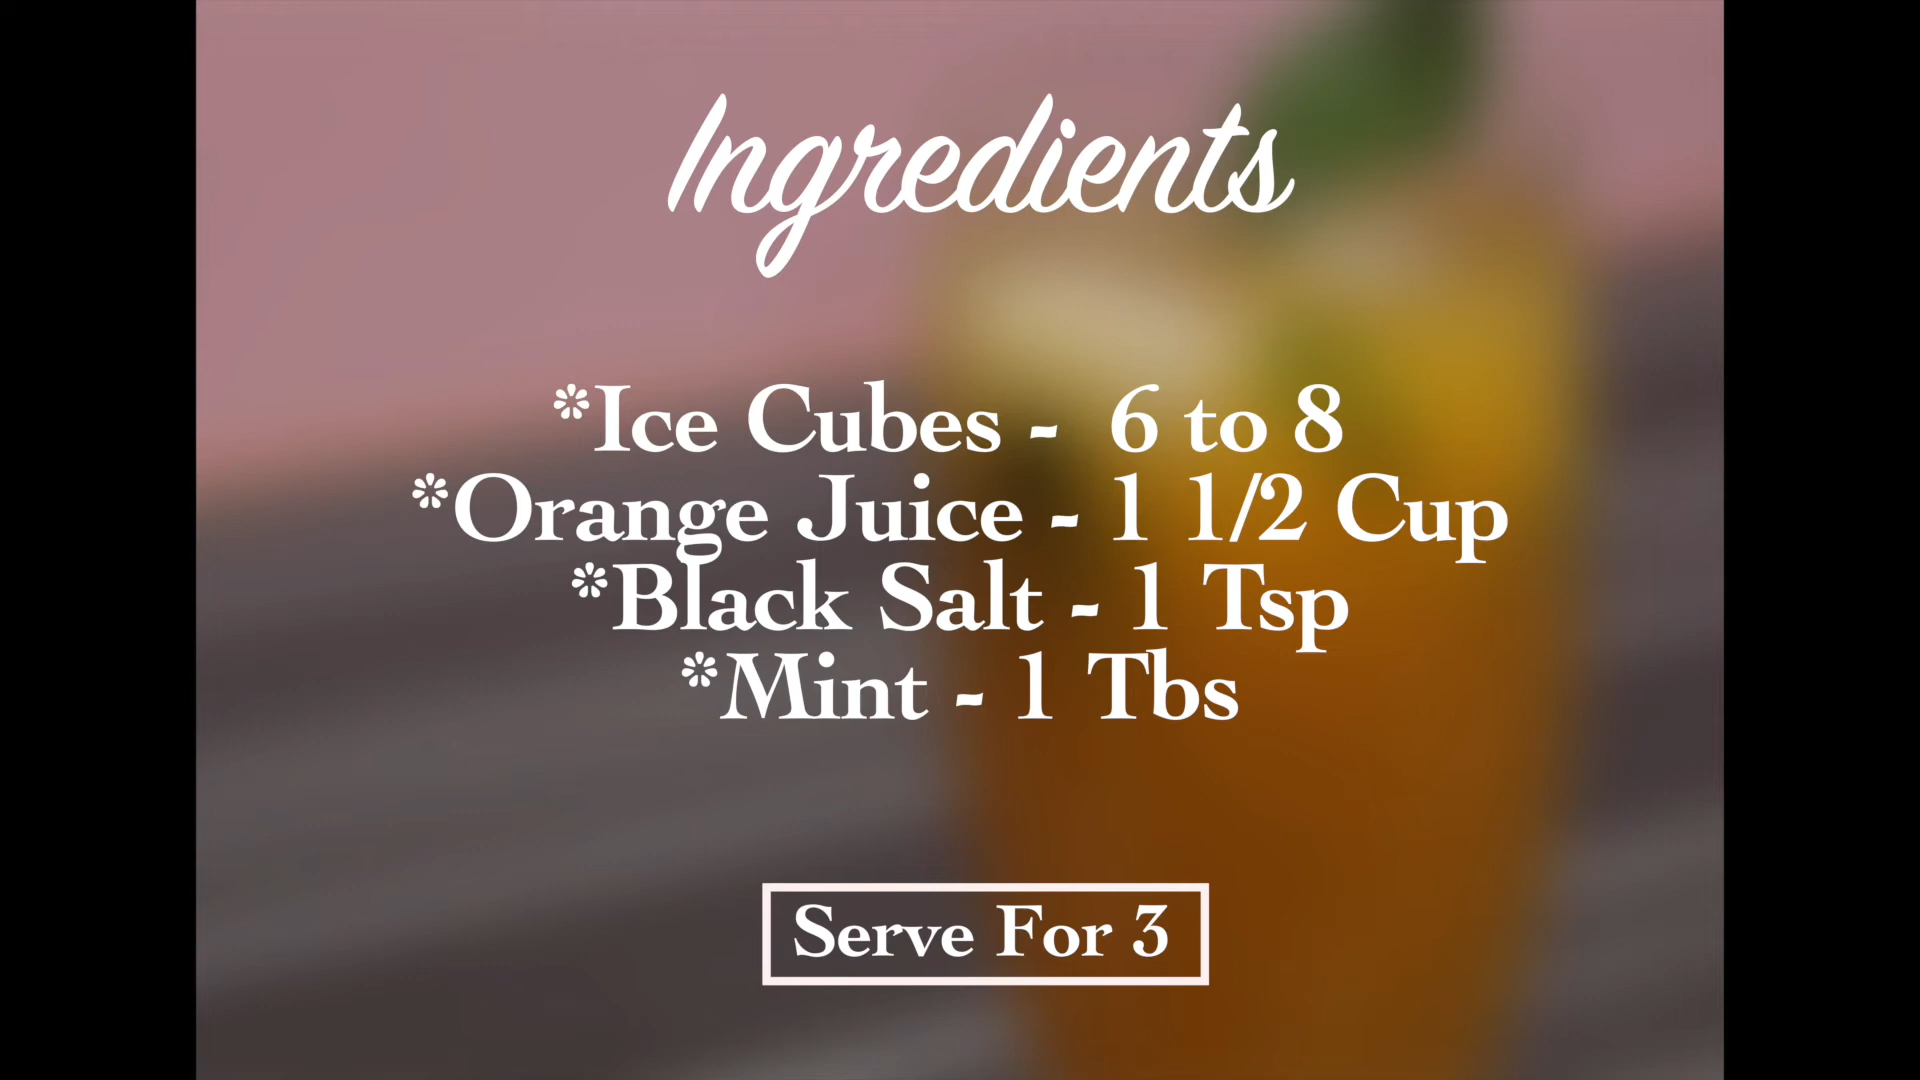 Ingredients
*Ice Cubes - 6 to 8
*Orange Juice - 1 1/2 Cup
*Black Salt - 1 Tsp
*Mint - 1 Tbs
Serve For 3